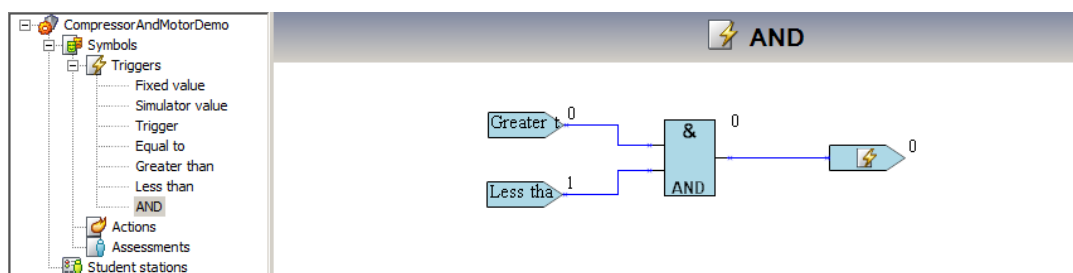 CompressorAndMotorDemo
Symbols
Triggers
Fixed value
Simulator value
Trigger
Equal to
Greater than
Less than
AND
Actions
Assessments
Student stations
AND
Greater t
0
&
AND
0
0
Less tha
1